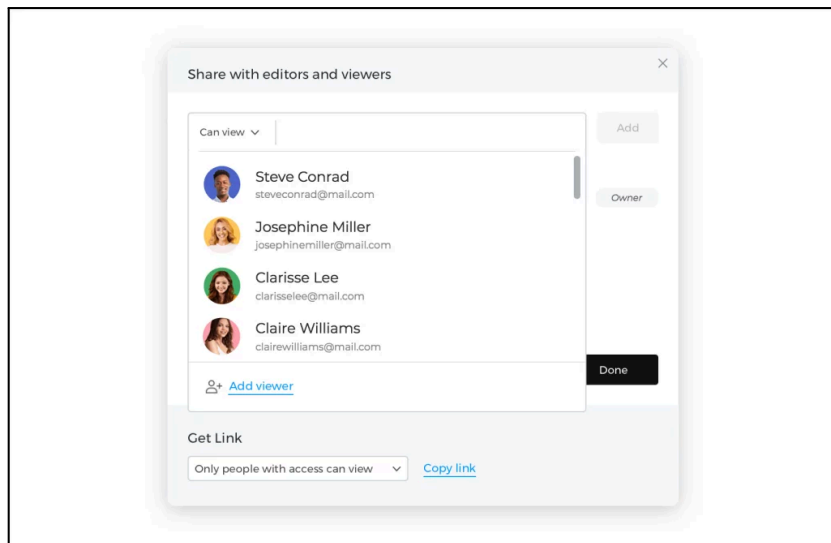 Share with editors and viewers
Can view
Add
Steve Conrad
steveconrad@mail.com
Owner
Josephine Miller
josephinemiller@mail.com
Clarisse Lee
clarisselee@mail.com
Claire Williams
clairewilliams@mail.com
Done
Add viewer
Get Link
Only people with access can view
Copy link